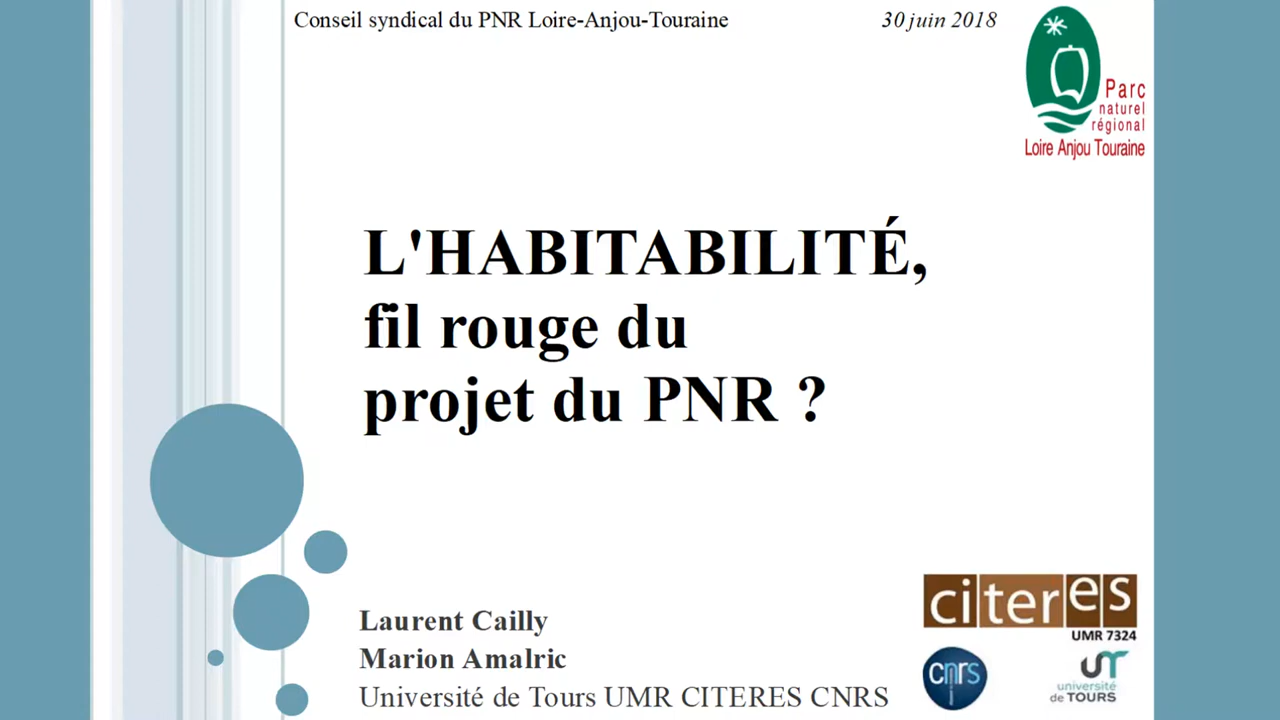 Conseil syndical du PNR Loire-Anjou-Touraine
30 juin 2018
Parc
naturel
régional
Loire Anjou Touraine
L'HABITABILITÉ,
fil rouge du
projet du PNR ?
Laurent Cailly
Marion Amalric
Université de Tours UMR CITERES CNRS
citeres
UMR 7324
cnrs
UT
université
de TOURS